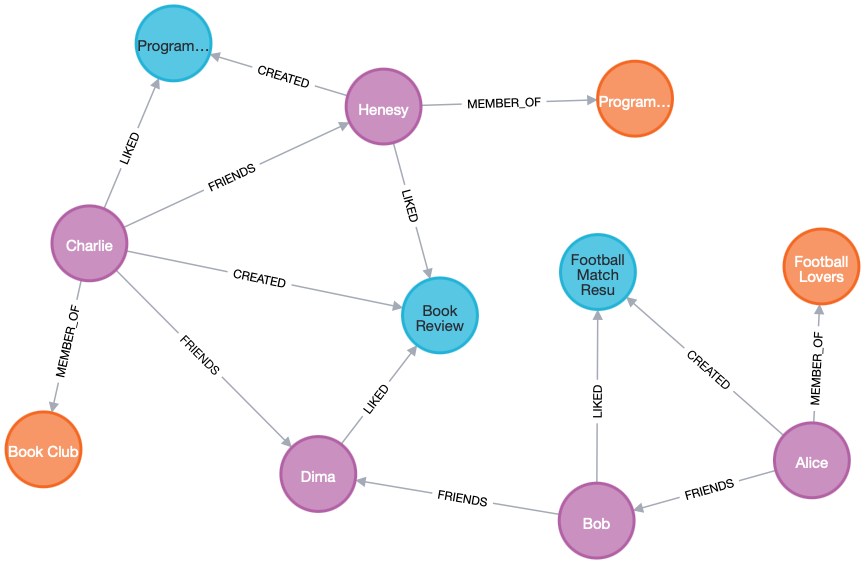 Program…
CREATED
Henesy
MEMBER_OF
Program…
LIKED
FRIENDS
LIKED
Charlie
CREATED
Book
Review
Football
Match
Resu
Football
Lovers
MEMBER_OF
FRIENDS
LIKED
LIKED
CREATED
MEMBER_OF
Book Club
Dima
FRIENDS
Bob
FRIENDS
Alice